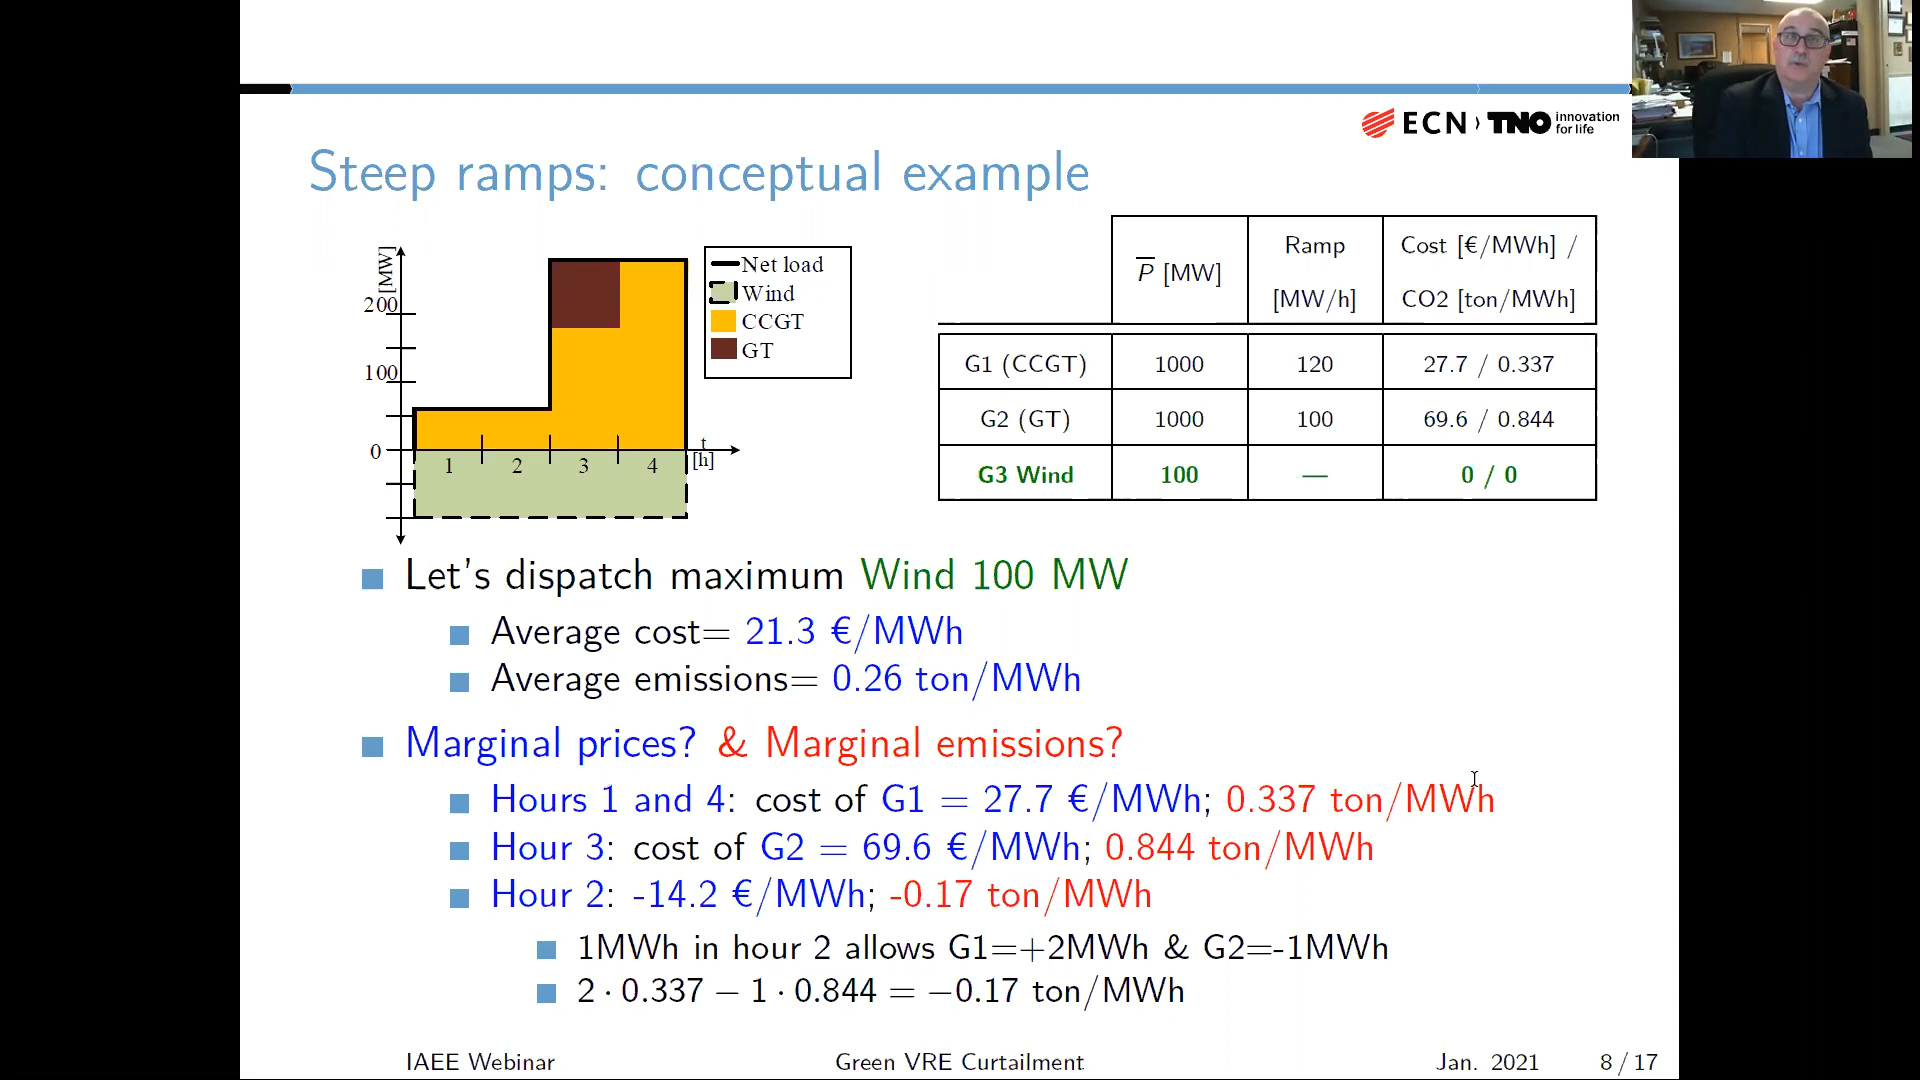 ECN › TNO innovation for life
Steep ramps: conceptual example
[MW]
200
100
0
1 2 3 4
t
[h]
Net load
Wind
CCGT
GT
P̅ [MW] Ramp [MW/h] Cost [€/MWh] / CO2 [ton/MWh]
G1 (CCGT) 1000 120 27.7 / 0.337
G2 (GT) 1000 100 69.6 / 0.844
G3 Wind 100 — 0 / 0
Let's dispatch maximum Wind 100 MW
Average cost= 21.3 €/MWh
Average emissions= 0.26 ton/MWh
Marginal prices? & Marginal emissions?
Hours 1 and 4: cost of G1 = 27.7 €/MWh; 0.337 ton/MWh
Hour 3: cost of G2 = 69.6 €/MWh; 0.844 ton/MWh
Hour 2: -14.2 €/MWh; -0.17 ton/MWh
1MWh in hour 2 allows G1=+2MWh & G2=-1MWh
2 · 0.337 − 1 · 0.844 = −0.17 ton/MWh
IAEE Webinar Green VRE Curtailment Jan. 2021 8 / 17